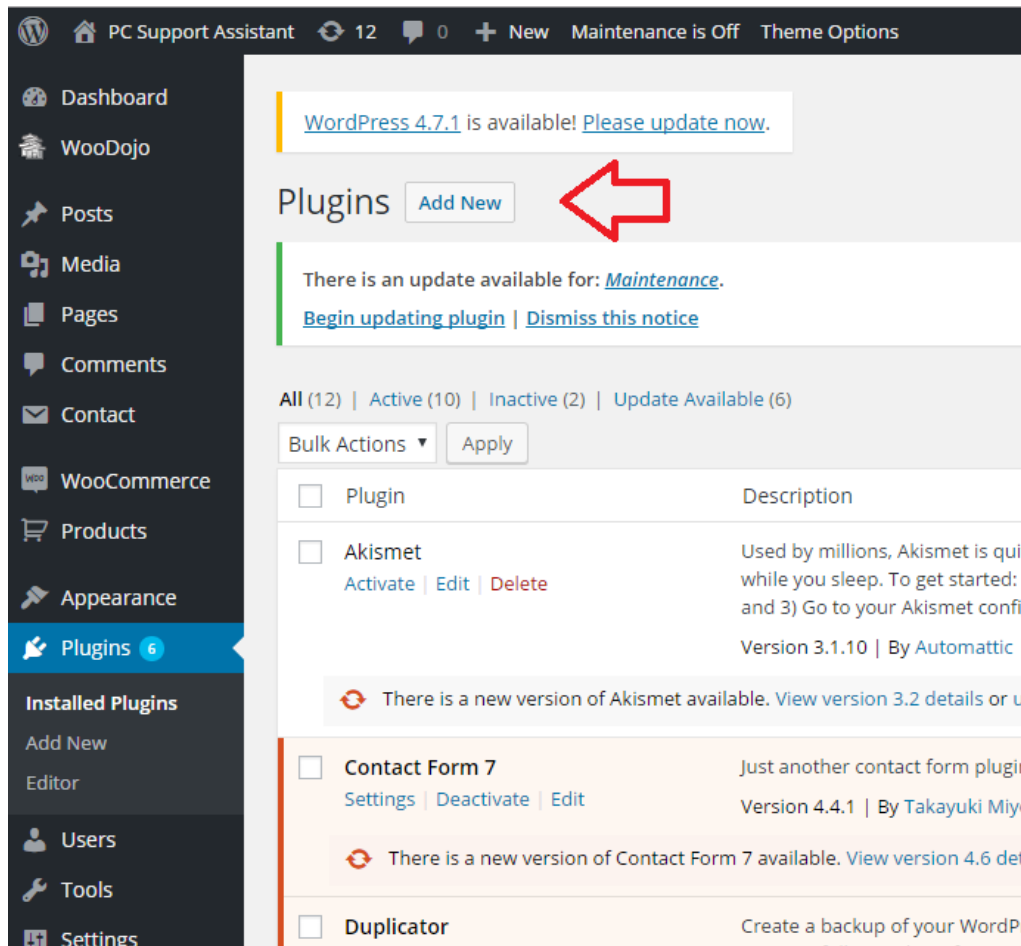 PC Support Assistant 12 0 + New Maintenance is Off Theme Options
Dashboard
WooDojo
Posts
Media
Pages
Comments
Contact
WOO WooCommerce
Products
Appearance
Plugins 6
Installed Plugins
Add New
Editor
Users
Tools
Settings
WordPress 4.7.1 is available! Please update now.
Plugins Add New
There is an update available for: Maintenance.
Begin updating plugin | Dismiss this notice
All (12) | Active (10) | Inactive (2) | Update Available (6)
Bulk Actions Apply
Plugin Description
Akismet
Activate | Edit | Delete
Used by millions, Akismet is qui
while you sleep. To get started:
and 3) Go to your Akismet confi
Version 3.1.10 | By Automattic
There is a new version of Akismet available. View version 3.2 details or u
Contact Form 7
Settings | Deactivate | Edit
Just another contact form plugi
Version 4.4.1 | By Takayuki Miy
There is a new version of Contact Form 7 available. View version 4.6 det
Duplicator
Create a backup of your WordP